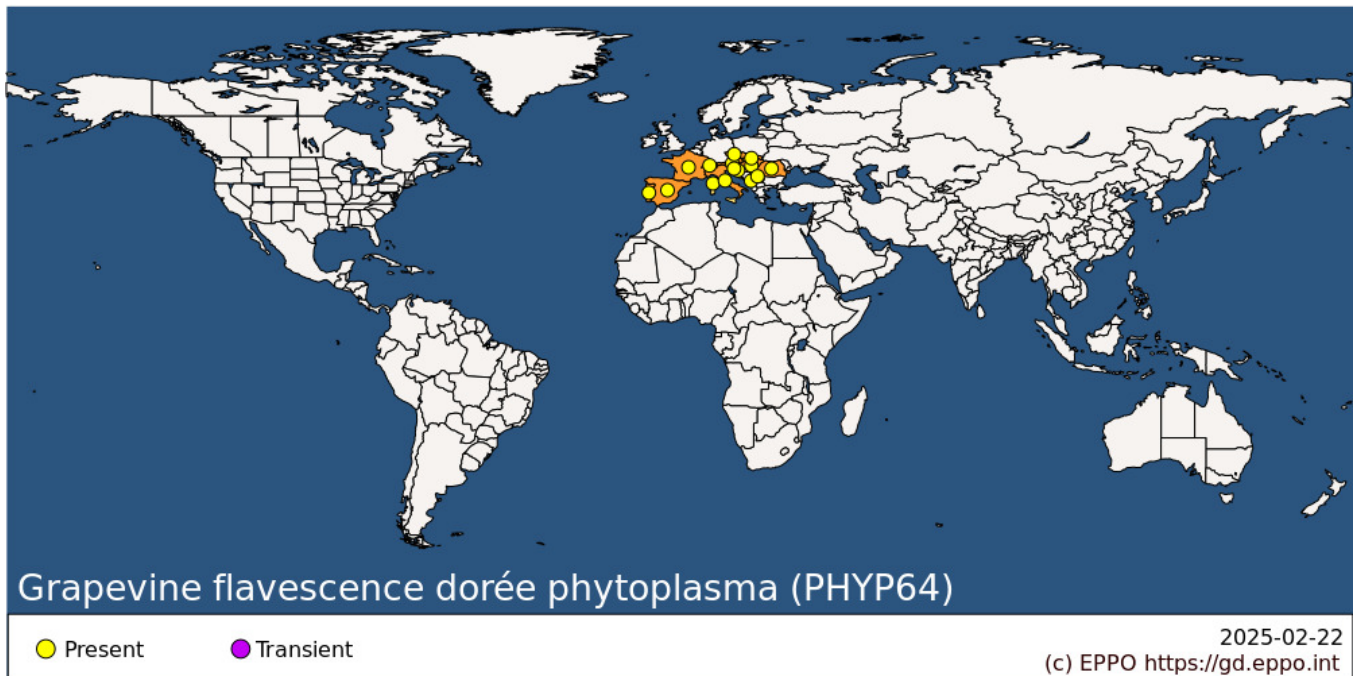 Grapevine flavescence dorée phytoplasma (PHYP64)
Present
Transient
2025-02-22
(c) EPPO https://gd.eppo.int